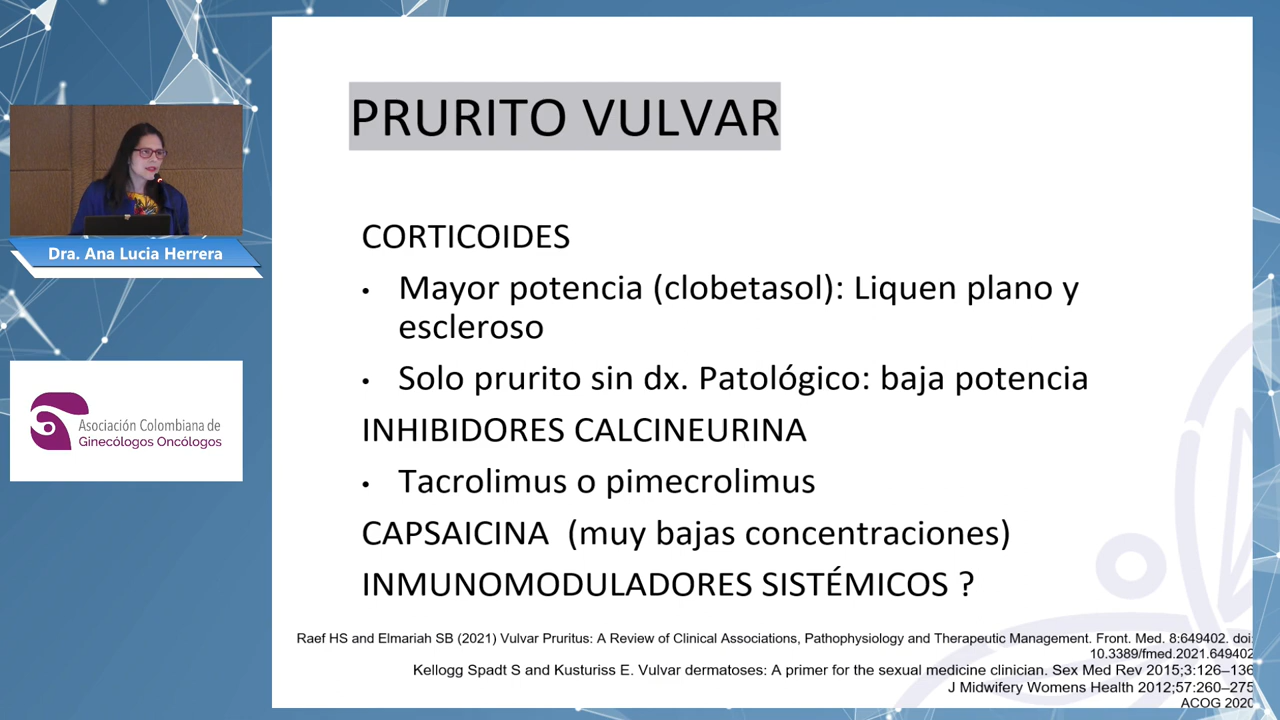 PRURITO VULVAR
Dra. Ana Lucia Herrera
Asociación Colombiana de
Ginecólogos Oncólogos
CORTICOIDES
• Mayor potencia (clobetasol): Liquen plano y
escleroso
• Solo prurito sin dx. Patológico: baja potencia
INHIBIDORES CALCINEURINA
• Tacrolimus o pimecrolimus
CAPSAICINA (muy bajas concentraciones)
INMUNOMODULADORES SISTÉMICOS ?
Raef HS and Elmariah SB (2021) Vulvar Pruritus: A Review of Clinical Associations, Pathophysiology and Therapeutic Management. Front. Med. 8:649402. doi:
10.3389/fmed.2021.649402
Kellogg Spadt S and Kusturiss E. Vulvar dermatoses: A primer for the sexual medicine clinician. Sex Med Rev 2015;3:126–136
J Midwifery Womens Health 2012;57:260–275
ACOG 2020